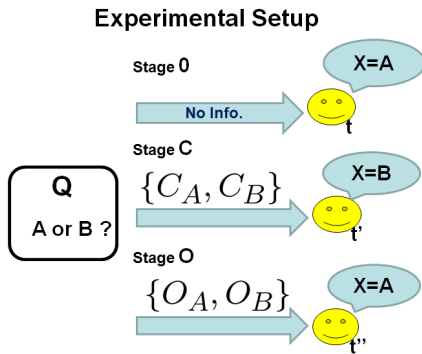 Experimental Setup
Stage 0
X=A
No Info.
t
Stage C
X=B
{C_A, C_B}
Q
A or B ?
t'
Stage O
X=A
{O_A, O_B}
t''